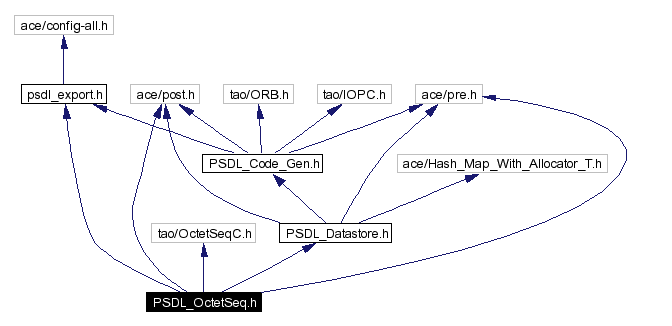 ace/config-all.h
psdl_export.h
ace/post.h
tao/ORB.h
tao/IOPC.h
ace/pre.h
PSDL_Code_Gen.h
ace/Hash_Map_With_Allocator_T.h
tao/OctetSeqC.h
PSDL_Datastore.h
PSDL_OctetSeq.h